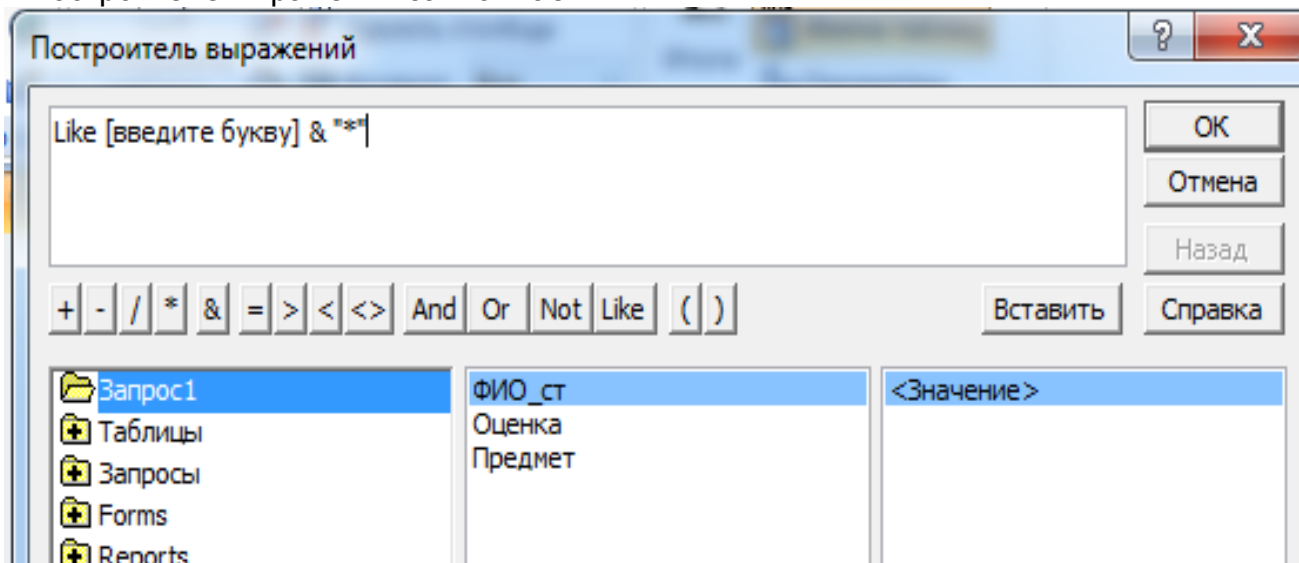 Построитель выражений
?
X
Like [введите букву] & "*"
ОК
Отмена
Назад
+ - / * & = > < <> And Or Not Like ( ) Вставить Справка
Запрос1 ФИО_ст <Значение>
Таблицы Оценка
Запросы Предмет
Forms
Reports